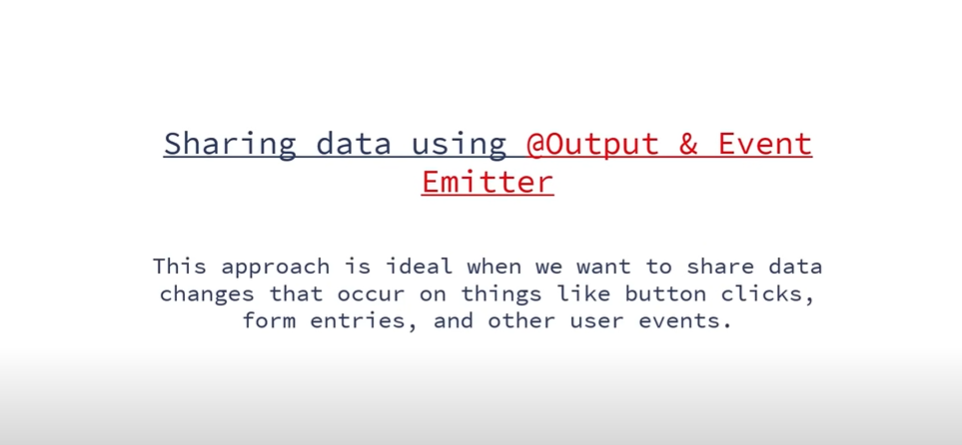 Sharing data using @Output & Event
Emitter
This approach is ideal when we want to share data
changes that occur on things like button clicks,
form entries, and other user events.